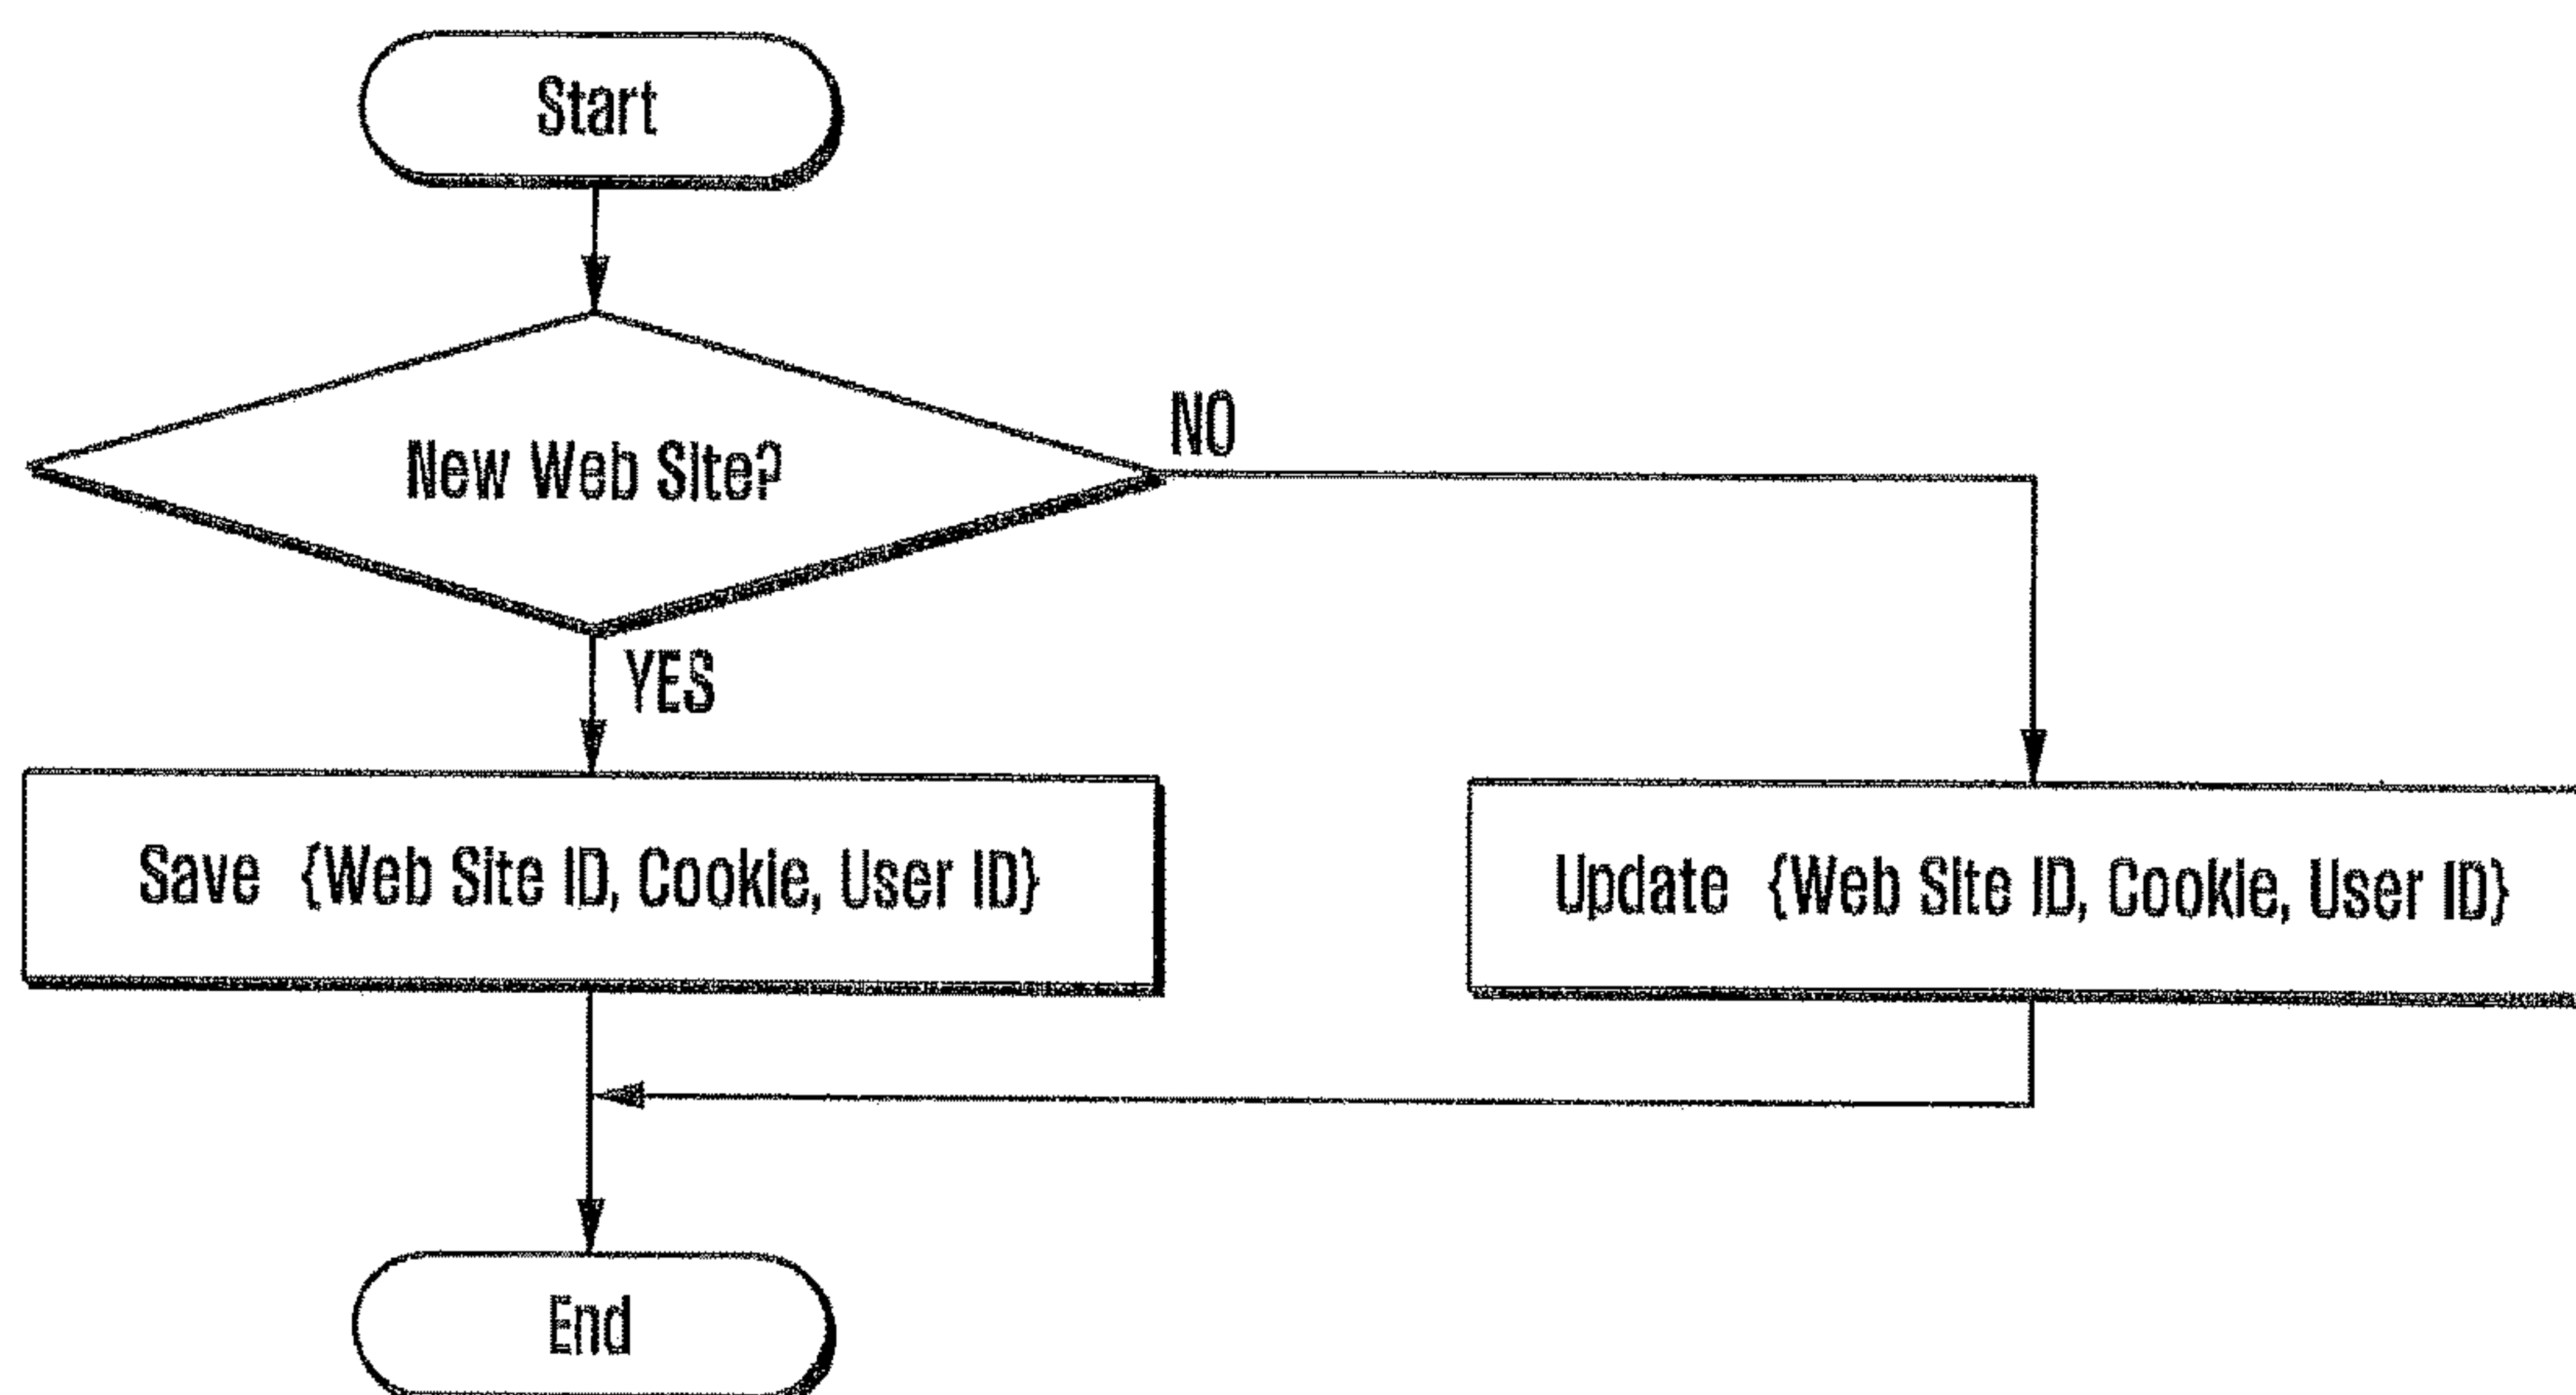 Start
New Web Site?
NO
YES
Save {Web Site ID, Cookie, User ID}
Update {Web Site ID, Cookie, User ID}
End